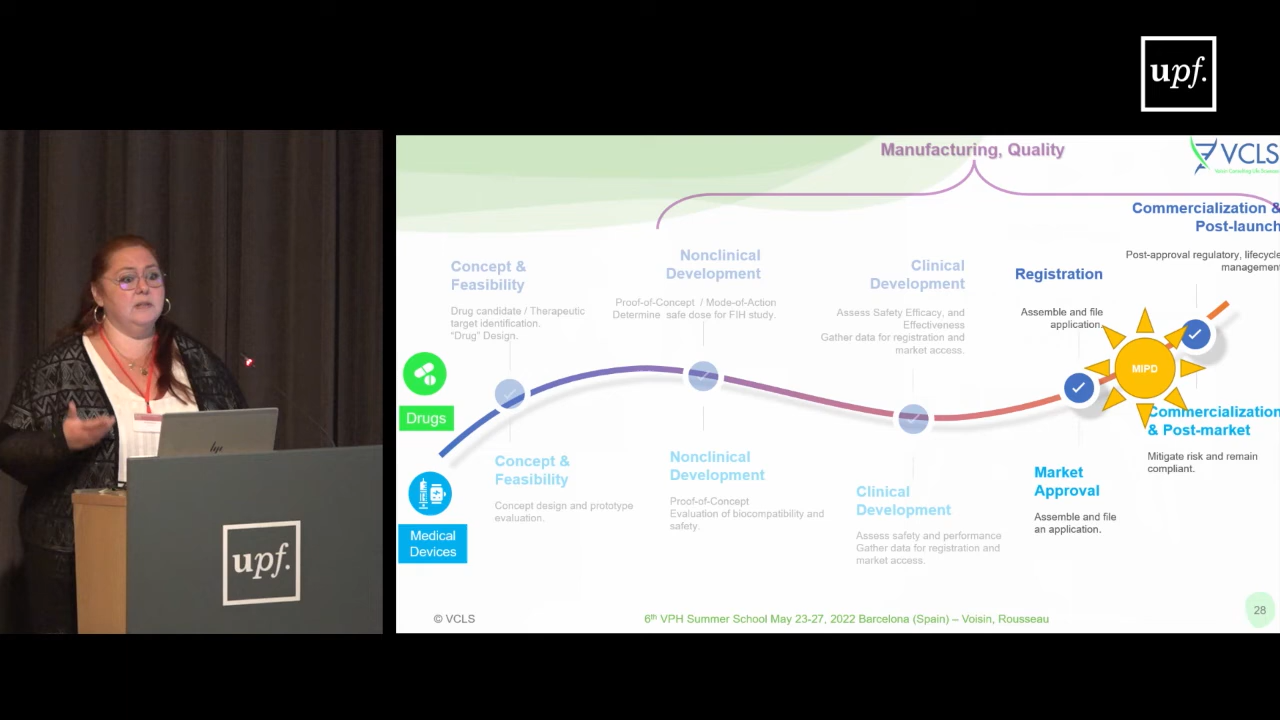 upf.
Manufacturing, Quality
VCLS
Commercialization &
Post-launch
Post-approval regulatory, lifecycle
management
Concept &
Feasibility
Drug candidate / Therapeutic
target identification.
“Drug” Design.
Nonclinical
Development
Proof-of-Concept / Mode-of-Action
Determine safe dose for FIH study.
Clinical
Development
Assess Safety Efficacy, and
Effectiveness
Gather data for registration and
market access.
Registration
Assemble and file
application.
MIPD
Drugs
Medical
Devices
Concept &
Feasibility
Concept design and prototype
evaluation.
Nonclinical
Development
Proof-of-Concept
Evaluation of biocompatibility and
safety.
Clinical
Development
Assess safety and performance
Gather data for registration and
market access.
Market
Approval
Assemble and file
an application.
Commercialization
& Post-market
Mitigate risk and remain
compliant.
© VCLS
6th VPH Summer School May 23-27, 2022 Barcelona (Spain) – Voisin, Rousseau
28
hp
upf.